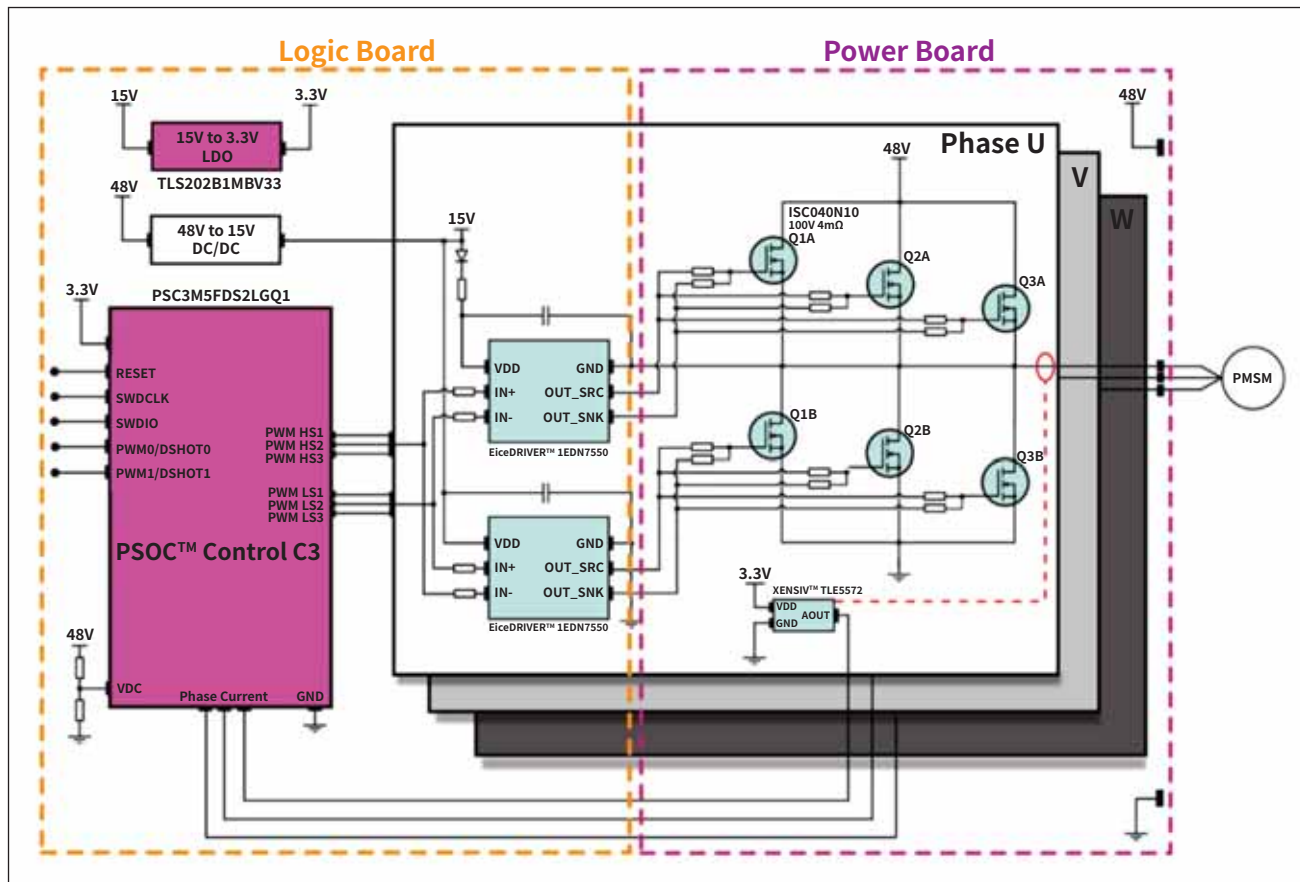 Logic Board
Power Board
15V
3.3V
15V to 3.3V
LDO
TLS202B1MBV33
48V
48V to 15V
DC/DC
3.3V
PSC3M5FDS2LGQ1
RESET
SWDCLK
SWDIO
PWM0/DSHOT0
PWM1/DSHOT1
PWM HS1
PWM HS2
PWM HS3
PWM LS1
PWM LS2
PWM LS3
PSOC™ Control C3
48V
VDC
Phase Current
GND
Phase U
V
W
15V
VDD
GND
IN+
OUT_SRC
IN-
OUT_SNK
EiceDRIVER™ 1EDN7550
VDD
GND
IN+
OUT_SRC
IN-
OUT_SNK
EiceDRIVER™ 1EDN7550
48V
ISC040N10
100V 4mΩ
Q1A
Q2A
Q3A
Q1B
Q2B
Q3B
3.3V
XENSIV™ TLE5572
VDD
AOUT
GND
48V
PMSM